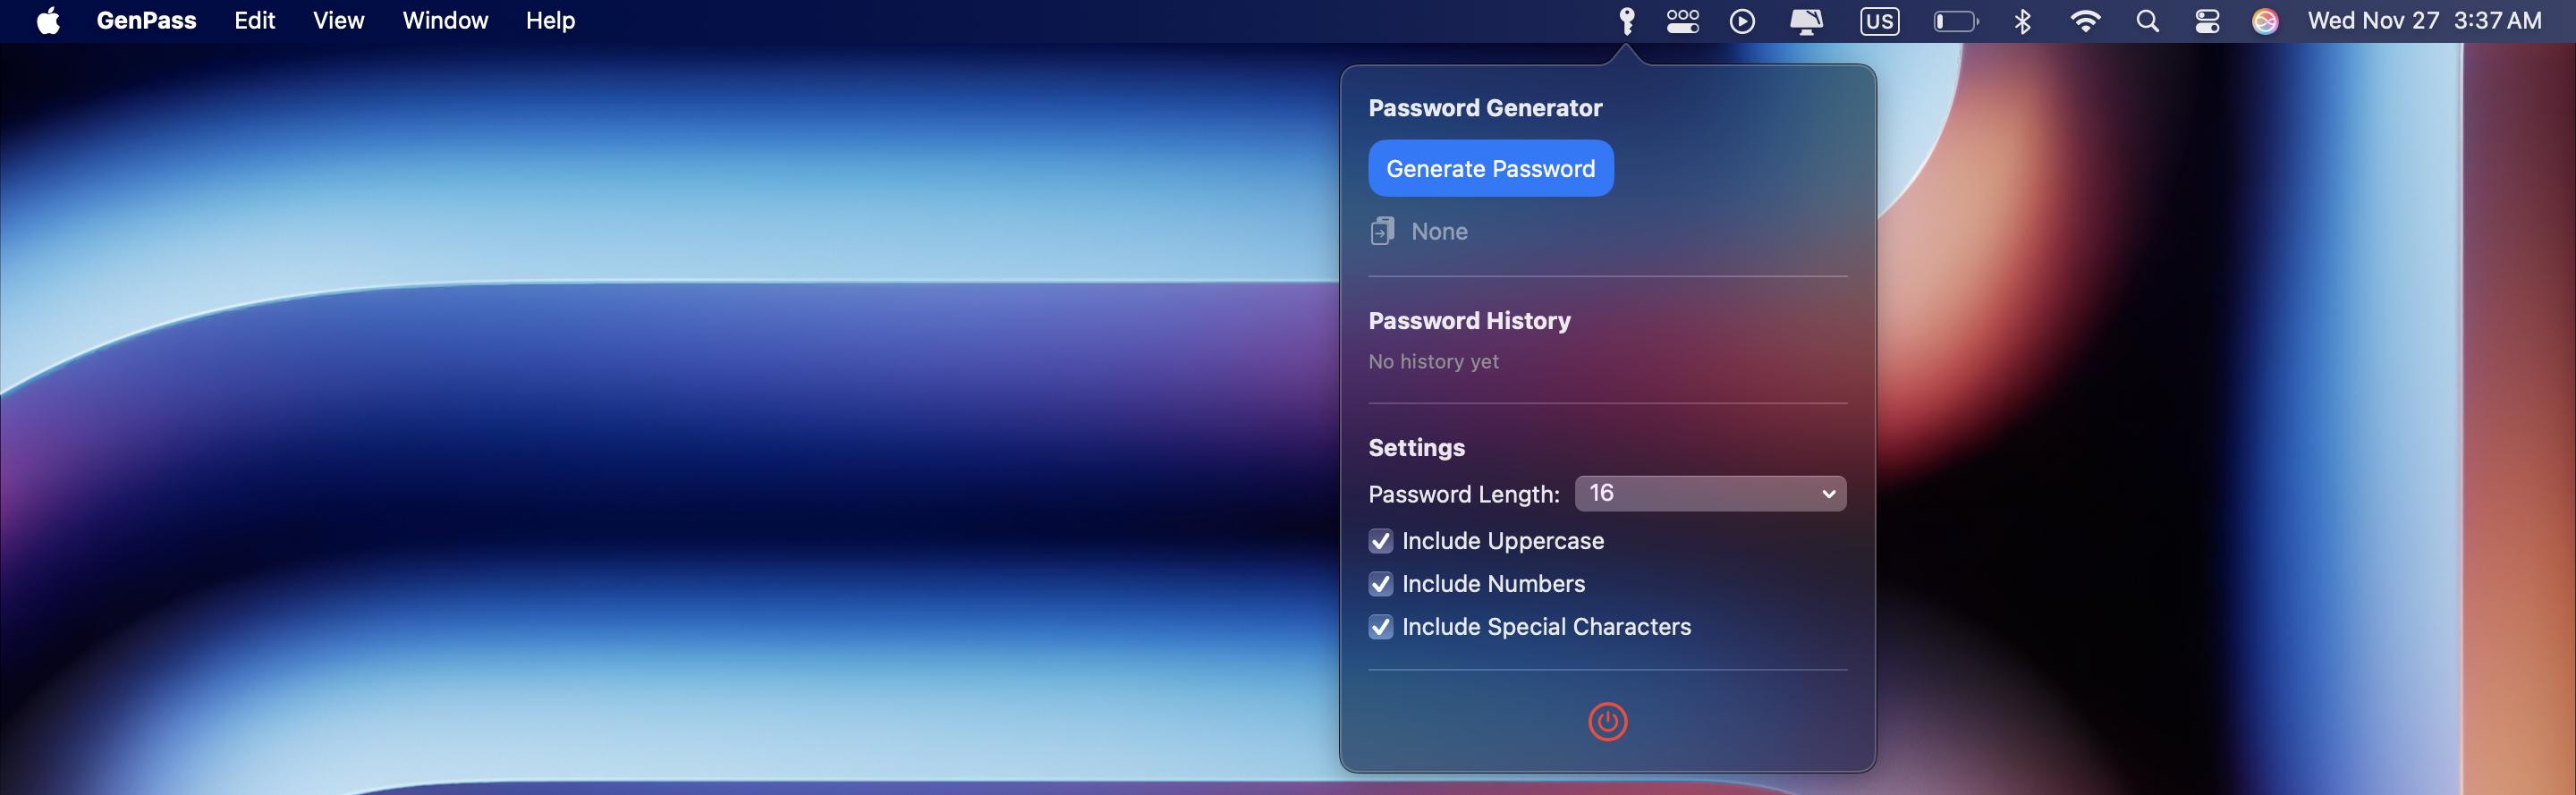 GenPass Edit View Window Help US Wed Nov 27 3:37 AM
Password Generator
Generate Password
None
Password History
No history yet
Settings
Password Length: 16
Include Uppercase
Include Numbers
Include Special Characters